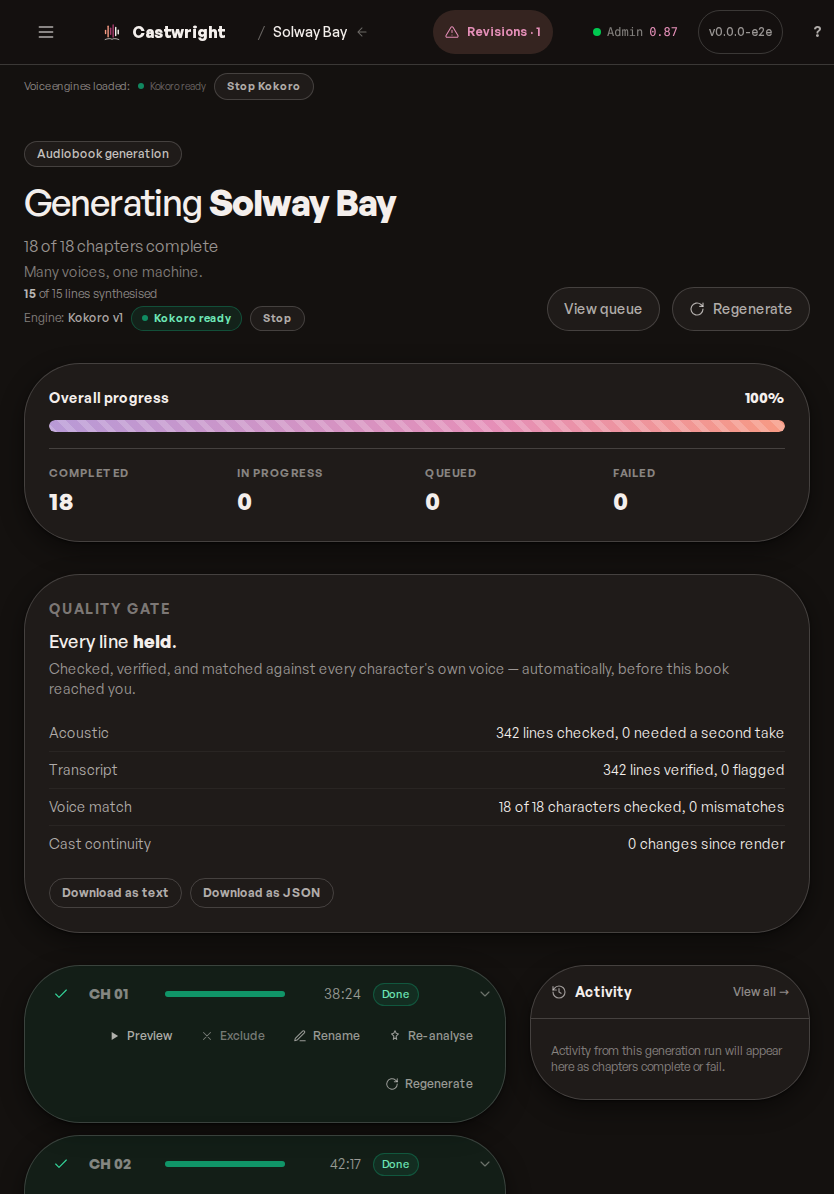 Castwright / Solway Bay ← Revisions · 1 Admin 0.87 v0.0.0-e2e ?
Voice engines loaded: Kokoro ready Stop Kokoro
Audiobook generation
Generating Solway Bay
18 of 18 chapters complete
Many voices, one machine.
15 of 15 lines synthesised
Engine: Kokoro v1 Kokoro ready Stop
View queue Regenerate
Overall progress 100%
COMPLETED IN PROGRESS QUEUED FAILED
18 0 0 0
QUALITY GATE
Every line held.
Checked, verified, and matched against every character's own voice — automatically, before this book
reached you.
Acoustic 342 lines checked, 0 needed a second take
Transcript 342 lines verified, 0 flagged
Voice match 18 of 18 characters checked, 0 mismatches
Cast continuity 0 changes since render
Download as text Download as JSON
CH 01 38:24 Done
Preview Exclude Rename Re-analyse
Regenerate
CH 02 42:17 Done
Activity View all →
Activity from this generation run will appear
here as chapters complete or fail.